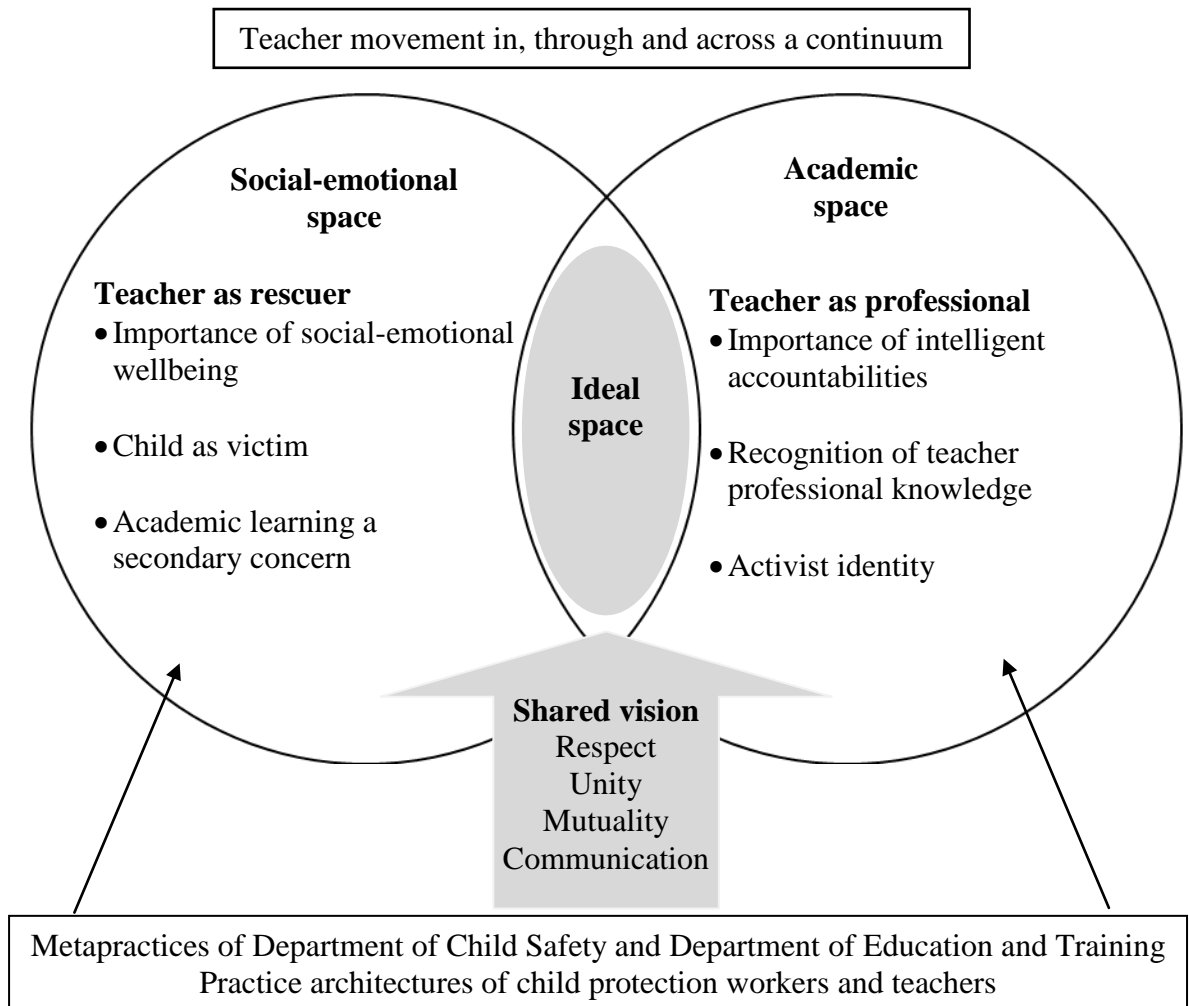 Teacher movement in, through and across a continuum
Social-emotional
space
Teacher as rescuer
• Importance of social-emotional
wellbeing
• Child as victim
• Academic learning a
secondary concern
Ideal
space
Academic
space
Teacher as professional
• Importance of intelligent
accountabilities
• Recognition of teacher
professional knowledge
• Activist identity
Shared vision
Respect
Unity
Mutuality
Communication
Metapractices of Department of Child Safety and Department of Education and Training
Practice architectures of child protection workers and teachers